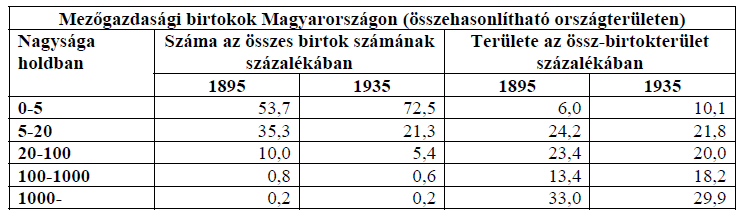 Mezőgazdasági birtokok Magyarországon (összehasonlítható országterületen)
Nagysága holdban Száma az összes birtok számának százalékában Területe az össz-birtokterület százalékában
1895 1935 1895 1935
0-5 53,7 72,5 6,0 10,1
5-20 35,3 21,3 24,2 21,8
20-100 10,0 5,4 23,4 20,0
100-1000 0,8 0,6 13,4 18,2
1000- 0,2 0,2 33,0 29,9